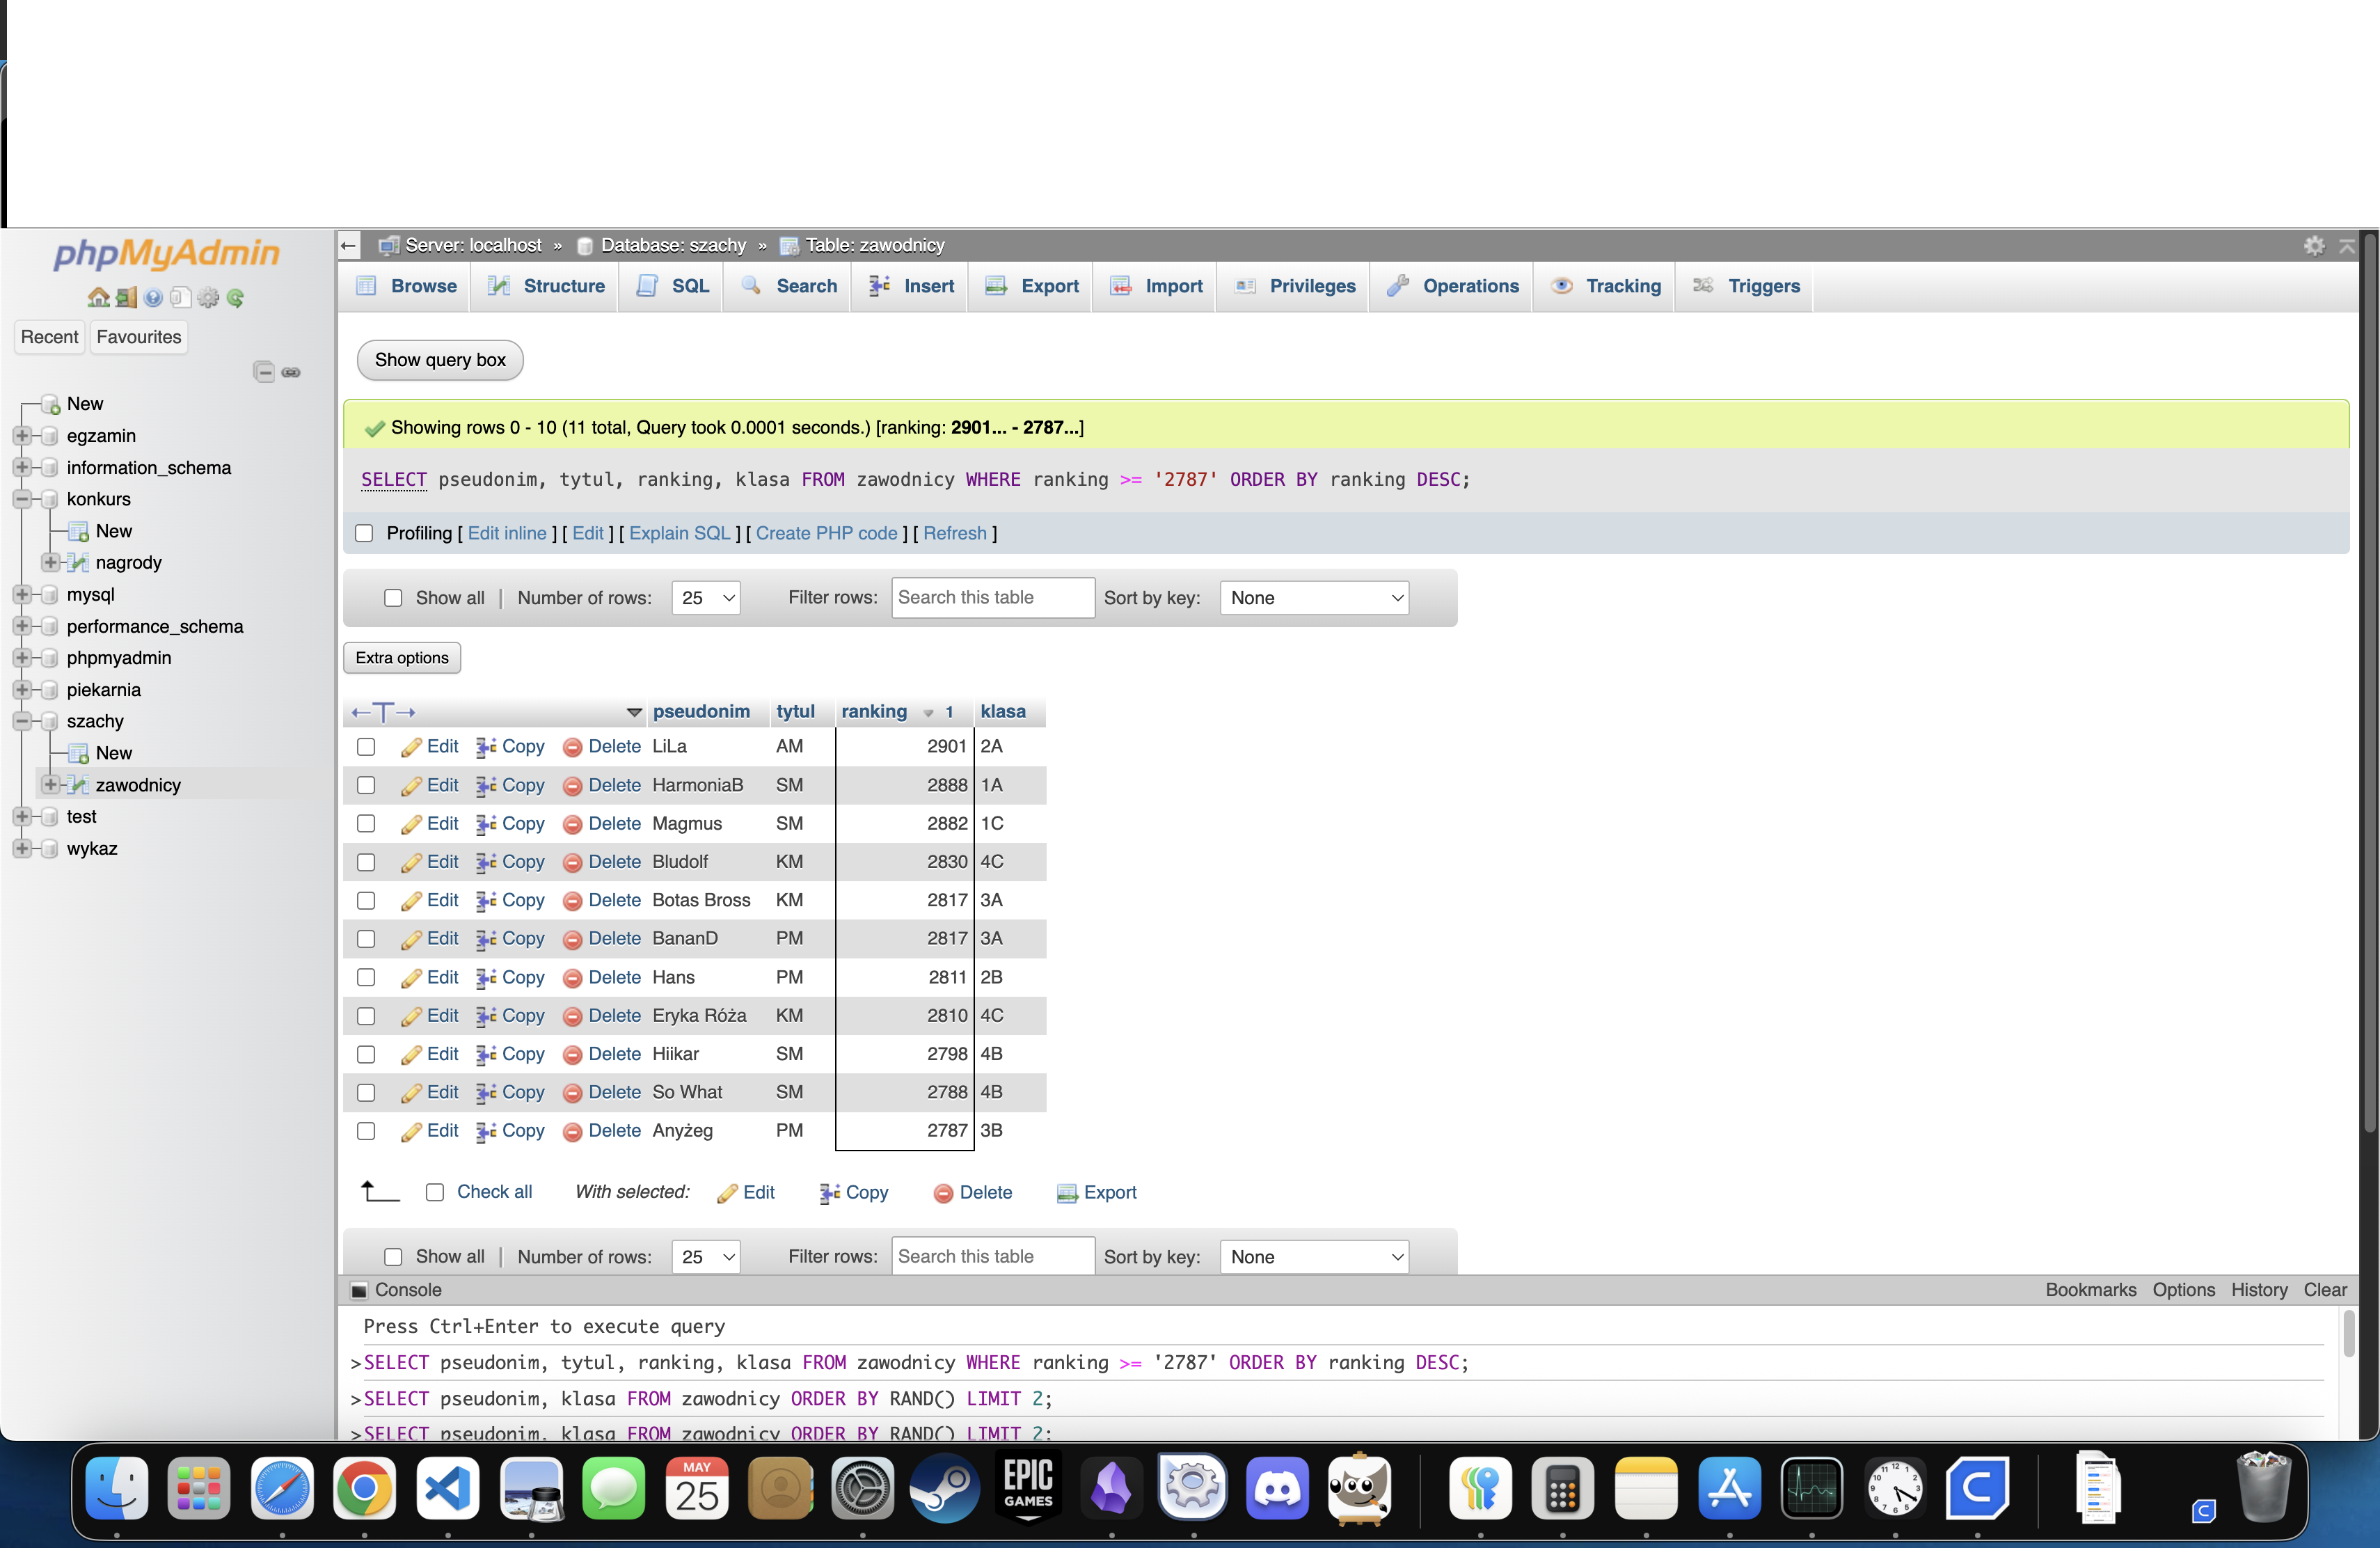 phpMyAdmin
Recent Favourites
New
egzamin
information_schema
konkurs
New
nagrody
mysql
performance_schema
phpmyadmin
piekarnia
szachy
New
zawodnicy
test
wykaz
Server: localhost » Database: szachy » Table: zawodnicy
Browse Structure SQL Search Insert Export Import Privileges Operations Tracking Triggers
Show query box
Showing rows 0 - 10 (11 total, Query took 0.0001 seconds.) [ranking: 2901... - 2787...]
SELECT pseudonim, tytul, ranking, klasa FROM zawodnicy WHERE ranking >= '2787' ORDER BY ranking DESC;
Profiling [ Edit inline ] [ Edit ] [ Explain SQL ] [ Create PHP code ] [ Refresh ]
Show all | Number of rows: 25 Filter rows: Search this table Sort by key: None
Extra options
←T→ pseudonim tytul ranking 1 klasa
Edit Copy Delete LiLa AM 2901 2A
Edit Copy Delete HarmoniaB SM 2888 1A
Edit Copy Delete Magmus SM 2882 1C
Edit Copy Delete Bludolf KM 2830 4C
Edit Copy Delete Botas Bross KM 2817 3A
Edit Copy Delete BananD PM 2817 3A
Edit Copy Delete Hans PM 2811 2B
Edit Copy Delete Eryka Róża KM 2810 4C
Edit Copy Delete Hiikar SM 2798 4B
Edit Copy Delete So What SM 2788 4B
Edit Copy Delete Anyżeg PM 2787 3B
Check all With selected: Edit Copy Delete Export
Show all | Number of rows: 25 Filter rows: Search this table Sort by key: None
Console Bookmarks Options History Clear
Press Ctrl+Enter to execute query
>SELECT pseudonim, tytul, ranking, klasa FROM zawodnicy WHERE ranking >= '2787' ORDER BY ranking DESC;
>SELECT pseudonim, klasa FROM zawodnicy ORDER BY RAND() LIMIT 2;
>SELECT pseudonim, klasa FROM zawodnicy ORDER BY RAND() LIMIT 2;
MAY
25
EPIC
GAMES